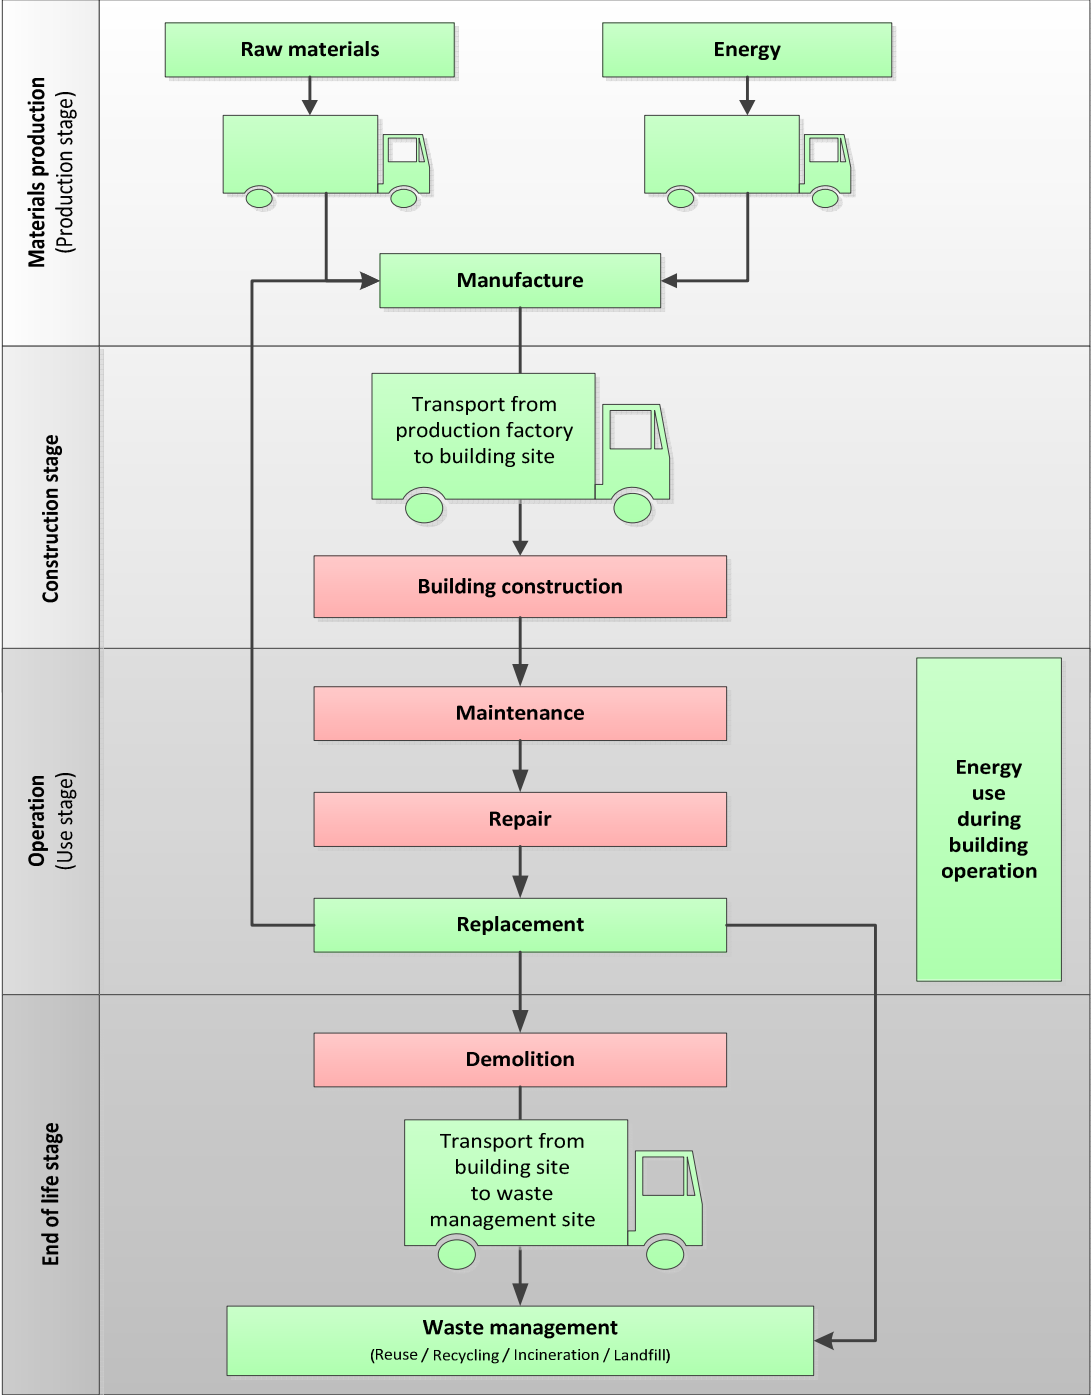 Materials production
(Production stage)
Raw materials
Energy
Manufacture
Construction stage
Transport from
production factory
to building site
Building construction
Operation
(Use stage)
Maintenance
Repair
Replacement
Energy
use
during
building
operation
End of life stage
Demolition
Transport from
building site
to waste
management site
Waste management
(Reuse / Recycling / Incineration / Landfill)